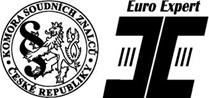 KOMORA SOUDNÍCH ZNALCŮ
ČESKÉ REPUBLIKY
Euro Expert